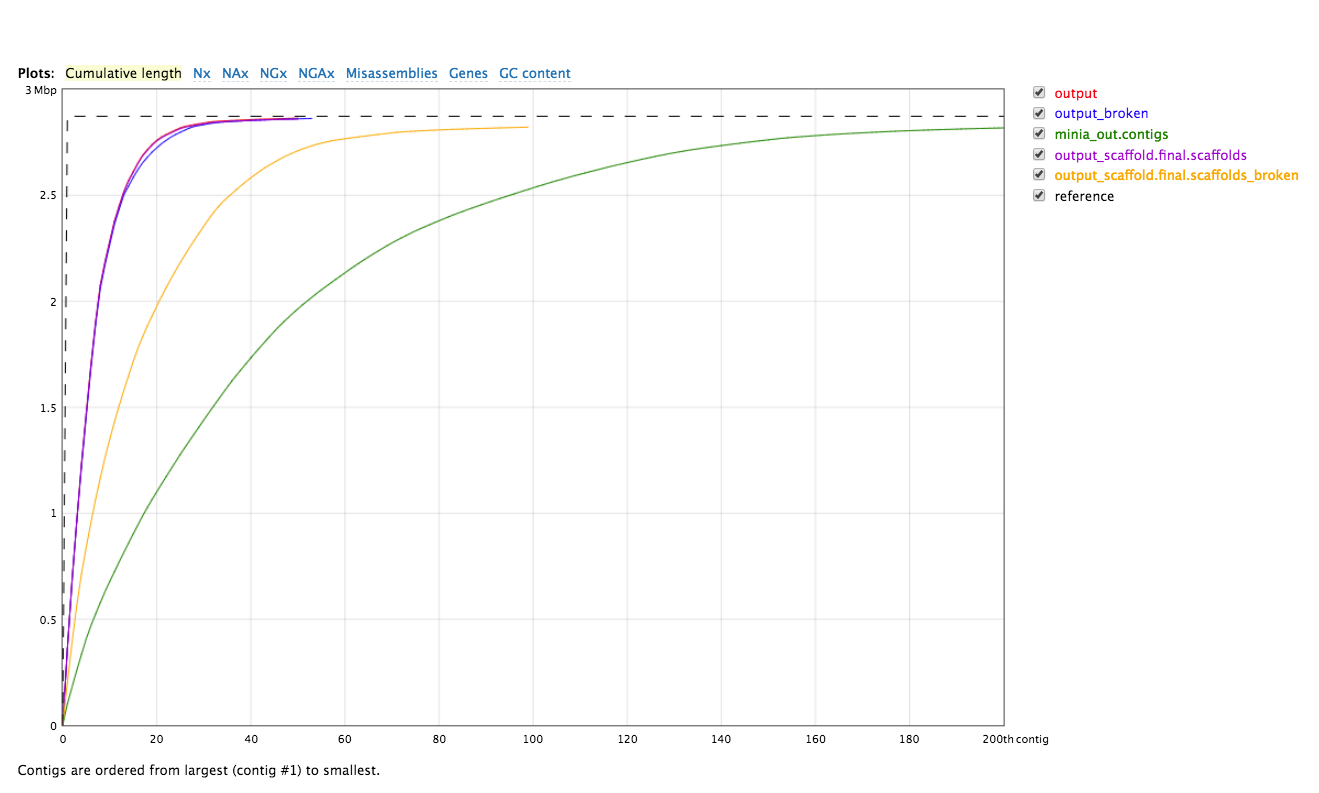 Plots: Cumulative length Nx NAx NGx NGAx Misassemblies Genes GC content
3 Mbp
2.5
2
1.5
1
0.5
0
0 20 40 60 80 100 120 140 160 180 200th contig
output
output_broken
minia_out.contigs
output_scaffold.final.scaffolds
output_scaffold.final.scaffolds_broken
reference
Contigs are ordered from largest (contig #1) to smallest.